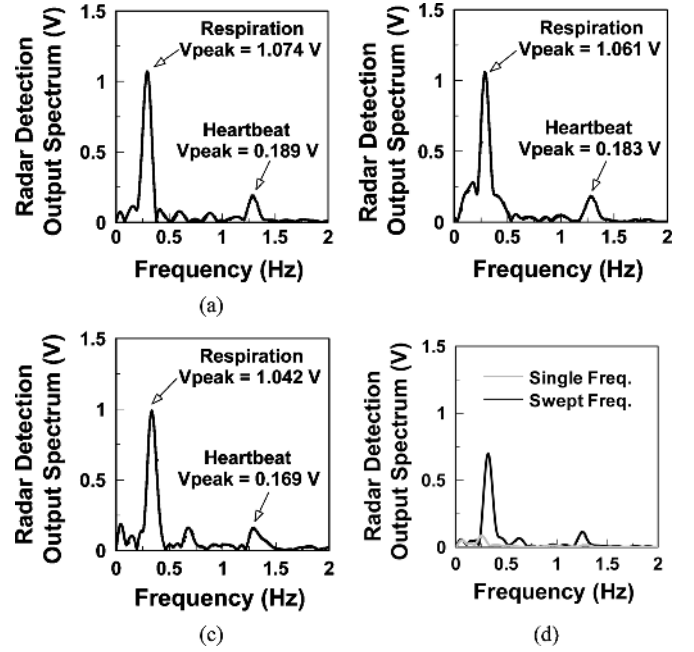 Radar Detection
Output Spectrum (V)
1.5
1
0.5
0
Respiration
Vpeak = 1.074 V
Heartbeat
Vpeak = 0.189 V
0 0.5 1 1.5 2
Frequency (Hz)
(a)
Radar Detection
Output Spectrum (V)
1.5
1
0.5
0
Respiration
Vpeak = 1.061 V
Heartbeat
Vpeak = 0.183 V
0 0.5 1 1.5 2
Frequency (Hz)
Radar Detection
Output Spectrum (V)
1.5
1
0.5
0
Respiration
Vpeak = 1.042 V
Heartbeat
Vpeak = 0.169 V
0 0.5 1 1.5 2
Frequency (Hz)
(c)
Radar Detection
Output Spectrum (V)
1.5
1
0.5
0
Single Freq.
Swept Freq.
0 0.5 1 1.5 2
Frequency (Hz)
(d)